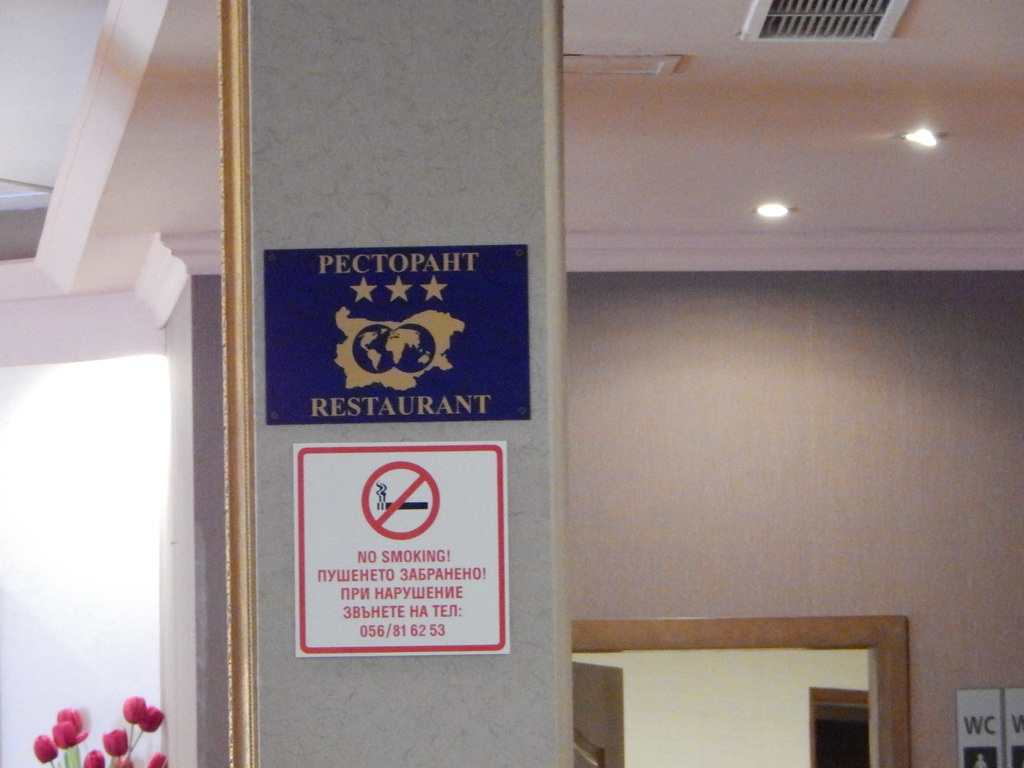 РЕСТОРАНТ
RESTAURANT
NO SMOKING!
ПУШЕНЕТО ЗАБРАНЕНО!
ПРИ НАРУШЕНИЕ
ЗВЪНЕТЕ НА ТЕЛ:
056/81 62 53
WC